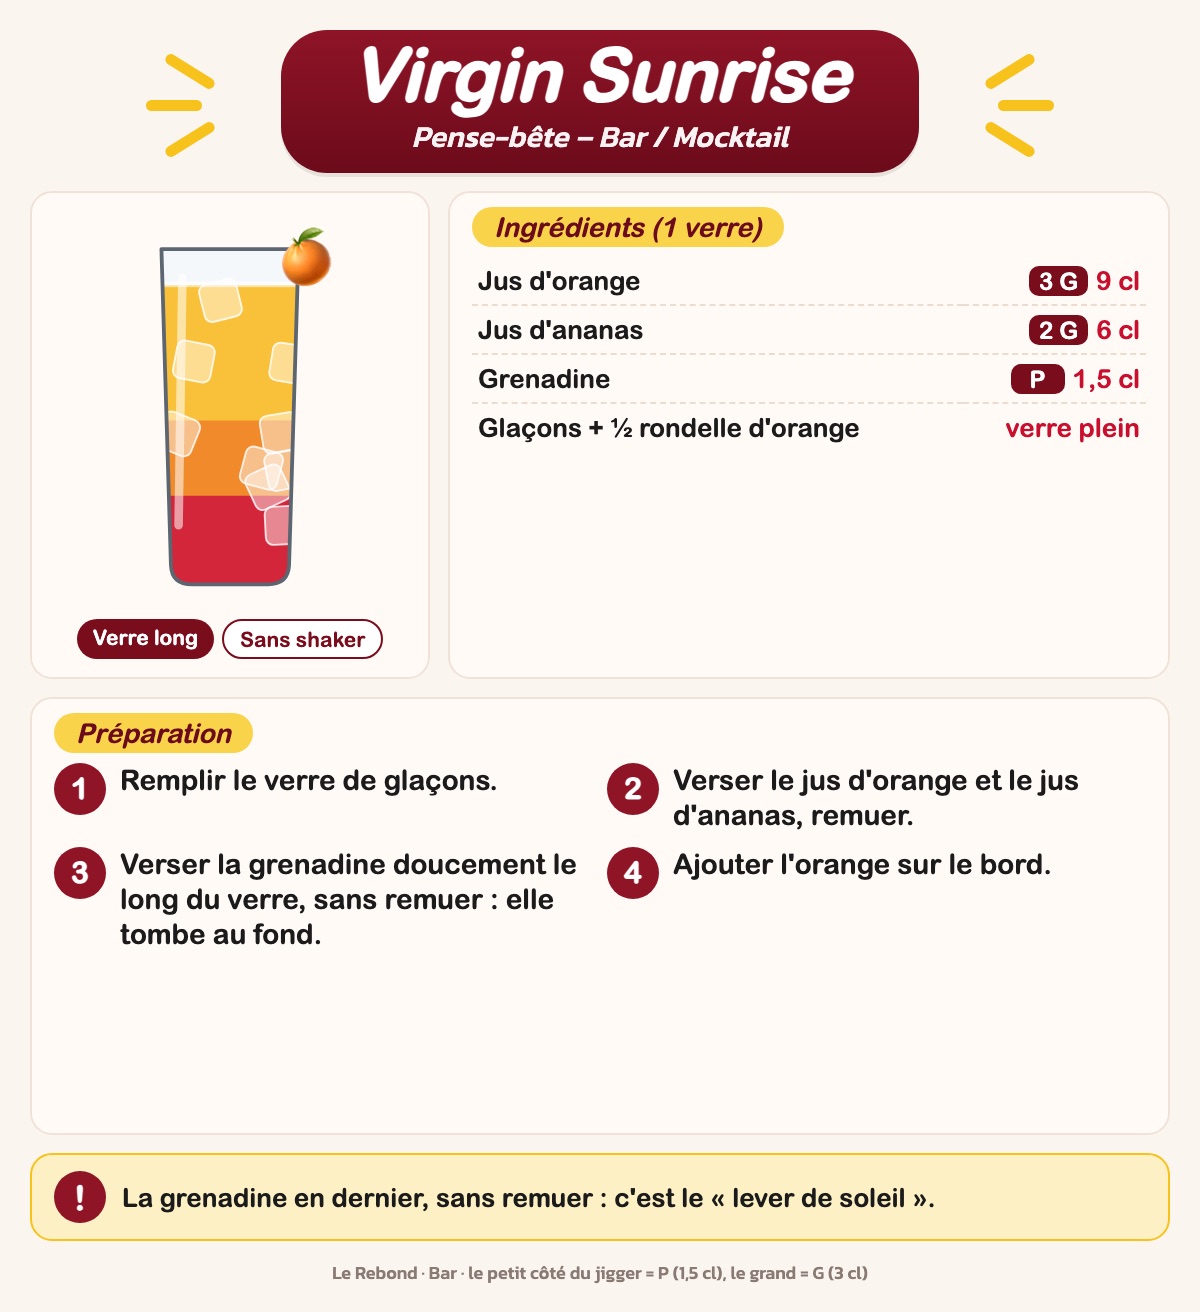 Virgin Sunrise
Pense-bête – Bar / Mocktail
Verre long
Sans shaker
Ingrédients (1 verre)
Jus d'orange 3 G 9 cl
Jus d'ananas 2 G 6 cl
Grenadine P 1,5 cl
Glaçons + ½ rondelle d'orange verre plein
Préparation
1 Remplir le verre de glaçons.
2 Verser le jus d'orange et le jus
d'ananas, remuer.
3 Verser la grenadine doucement le
long du verre, sans remuer : elle
tombe au fond.
4 Ajouter l'orange sur le bord.
! La grenadine en dernier, sans remuer : c'est le « lever de soleil ».
Le Rebond · Bar · le petit côté du jigger = P (1,5 cl), le grand = G (3 cl)